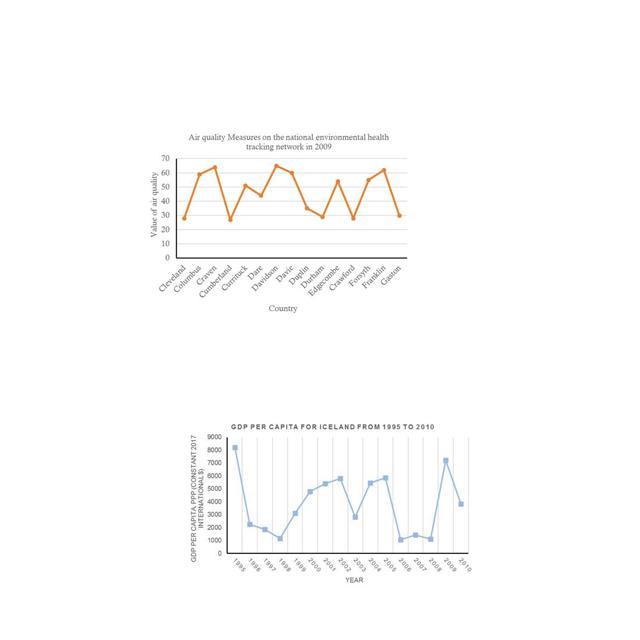 Air quality Measures on the national environmental health
tracking network in 2009
Value of air quality
70
60
50
40
30
20
10
0
Cleveland
Columbus
Craven
Cumberland
Currituck
Dare
Davidson
Davie
Duplin
Durham
Edgecombe
Crawford
Forsyth
Franklin
Gaston
Country
GDP PER CAPITA FOR ICELAND FROM 1995 TO 2010
GDP PER CAPITA, PPP (CONSTANT 2017
INTERNATIONAL$)
9000
8000
7000
6000
5000
4000
3000
2000
1000
0
1995
1996
1997
1998
1999
2000
2001
2002
2003
2004
2005
2006
2007
2008
2009
2010
YEAR